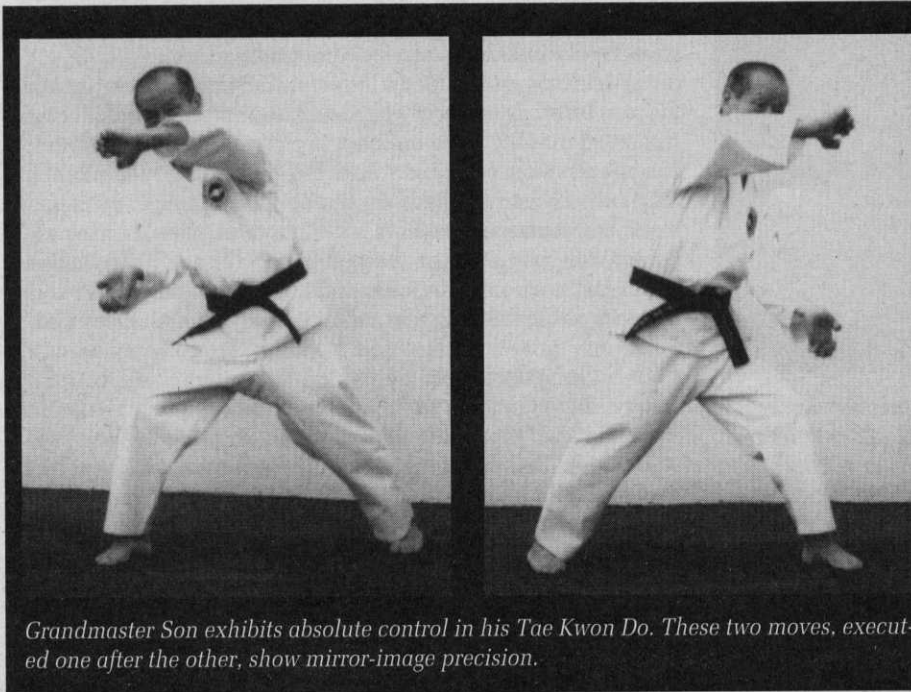 Grandmaster Son exhibits absolute control in his Tae Kwon Do. These two moves, execut-
ed one after the other, show mirror-image precision.